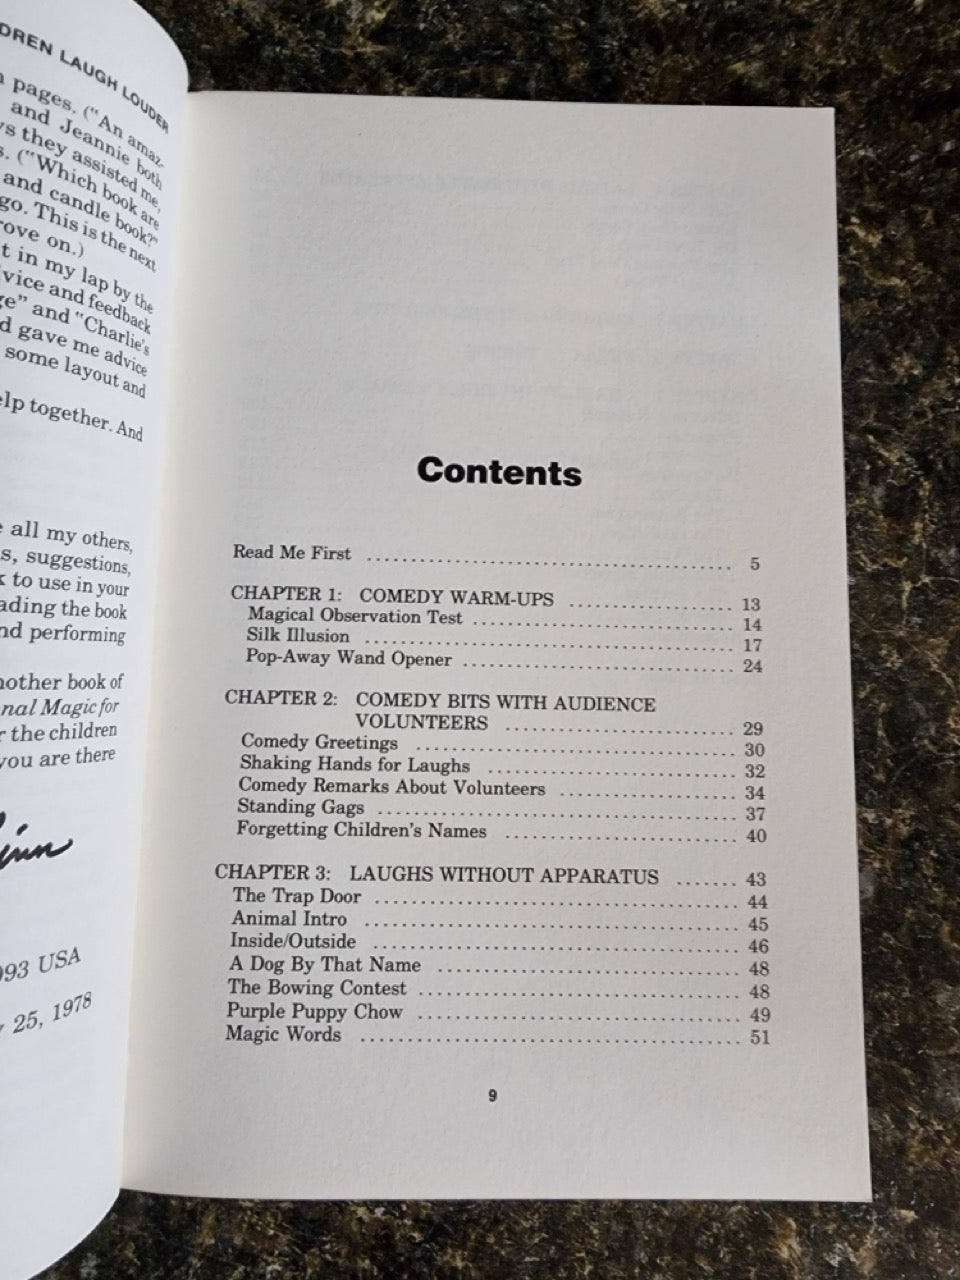 DREN LAUGH LOUDER
pages. ("An amaz-
and Jeannie both
they assisted me,
("Which book are
and candle book?"
go. This is the next
ove on.)
t in my lap by the
vice and feedback
ge" and "Charlie's
d gave me advice
some layout and
elp together. And
all my others,
s, suggestions,
to use in your
ading the book
nd performing
nother book of
nal Magic for
the children
you are there
93 USA
25, 1978
Contents
Read Me First .......... 5
CHAPTER 1: COMEDY WARM-UPS .......... 13
Magical Observation Test .......... 14
Silk Illusion .......... 17
Pop-Away Wand Opener .......... 24
CHAPTER 2: COMEDY BITS WITH AUDIENCE
VOLUNTEERS .......... 29
Comedy Greetings .......... 30
Shaking Hands for Laughs .......... 32
Comedy Remarks About Volunteers .......... 34
Standing Gags .......... 37
Forgetting Children's Names .......... 40
CHAPTER 3: LAUGHS WITHOUT APPARATUS ....... 43
The Trap Door .......... 44
Animal Intro .......... 45
Inside/Outside .......... 46
A Dog By That Name .......... 48
The Bowing Contest .......... 48
Purple Puppy Chow .......... 49
Magic Words .......... 51
9